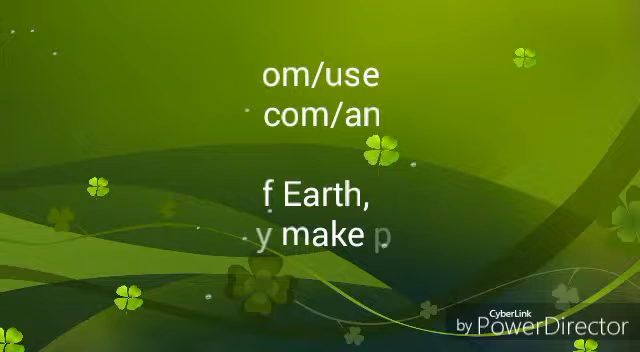 om/use
com/an
f Earth,
y make p
CyberLink
by PowerDirector